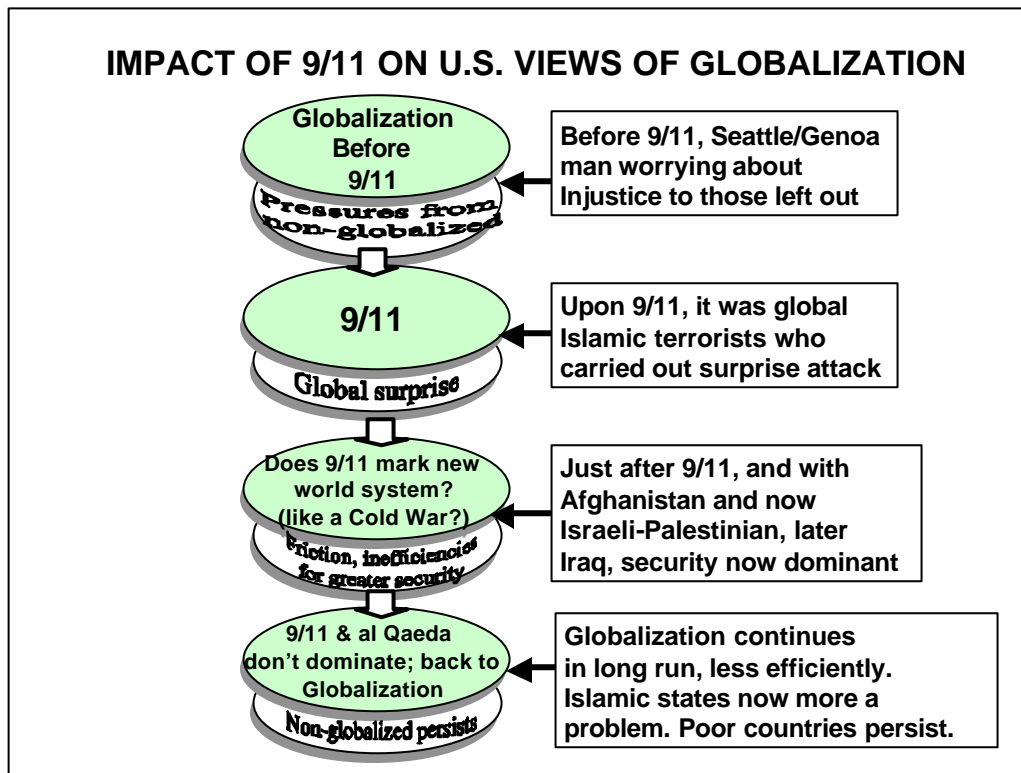 IMPACT OF 9/11 ON U.S. VIEWS OF GLOBALIZATION
Globalization
Before
9/11
Pressures from
non-globalized
Before 9/11, Seattle/Genoa
man worrying about
Injustice to those left out
9/11
Global surprise
Upon 9/11, it was global
Islamic terrorists who
carried out surprise attack
Does 9/11 mark new
world system?
(like a Cold War?)
Friction, inefficiencies
for greater security
Just after 9/11, and with
Afghanistan and now
Israeli-Palestinian, later
Iraq, security now dominant
9/11 & al Qaeda
don’t dominate; back to
Globalization
Non-globalized persists
Globalization continues
in long run, less efficiently.
Islamic states now more a
problem. Poor countries persist.